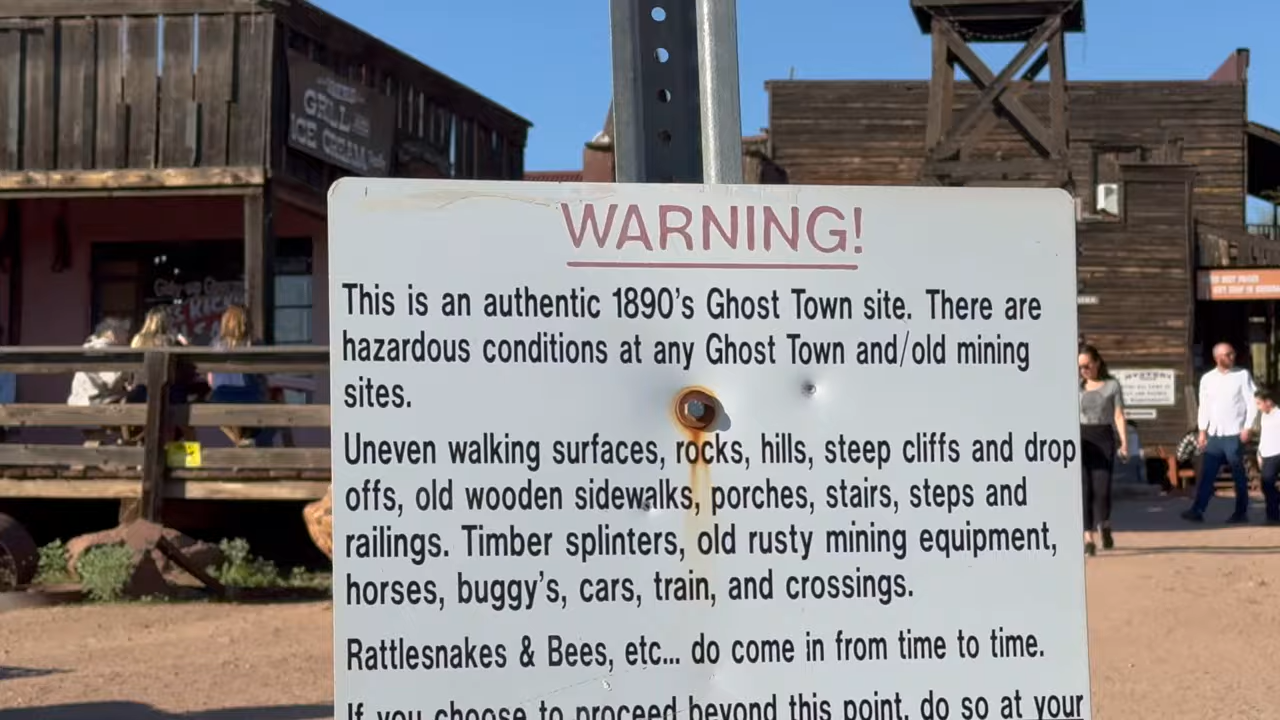 WARNING!
This is an authentic 1890's Ghost Town site. There are
hazardous conditions at any Ghost Town and/old mining
sites.
Uneven walking surfaces, rocks, hills, steep cliffs and drop
offs, old wooden sidewalks, porches, stairs, steps and
railings. Timber splinters, old rusty mining equipment,
horses, buggy's, cars, train, and crossings.
Rattlesnakes & Bees, etc... do come in from time to time.
If you choose to proceed beyond this point, do so at your
GRILL
ICE CREAM
MYSTERY